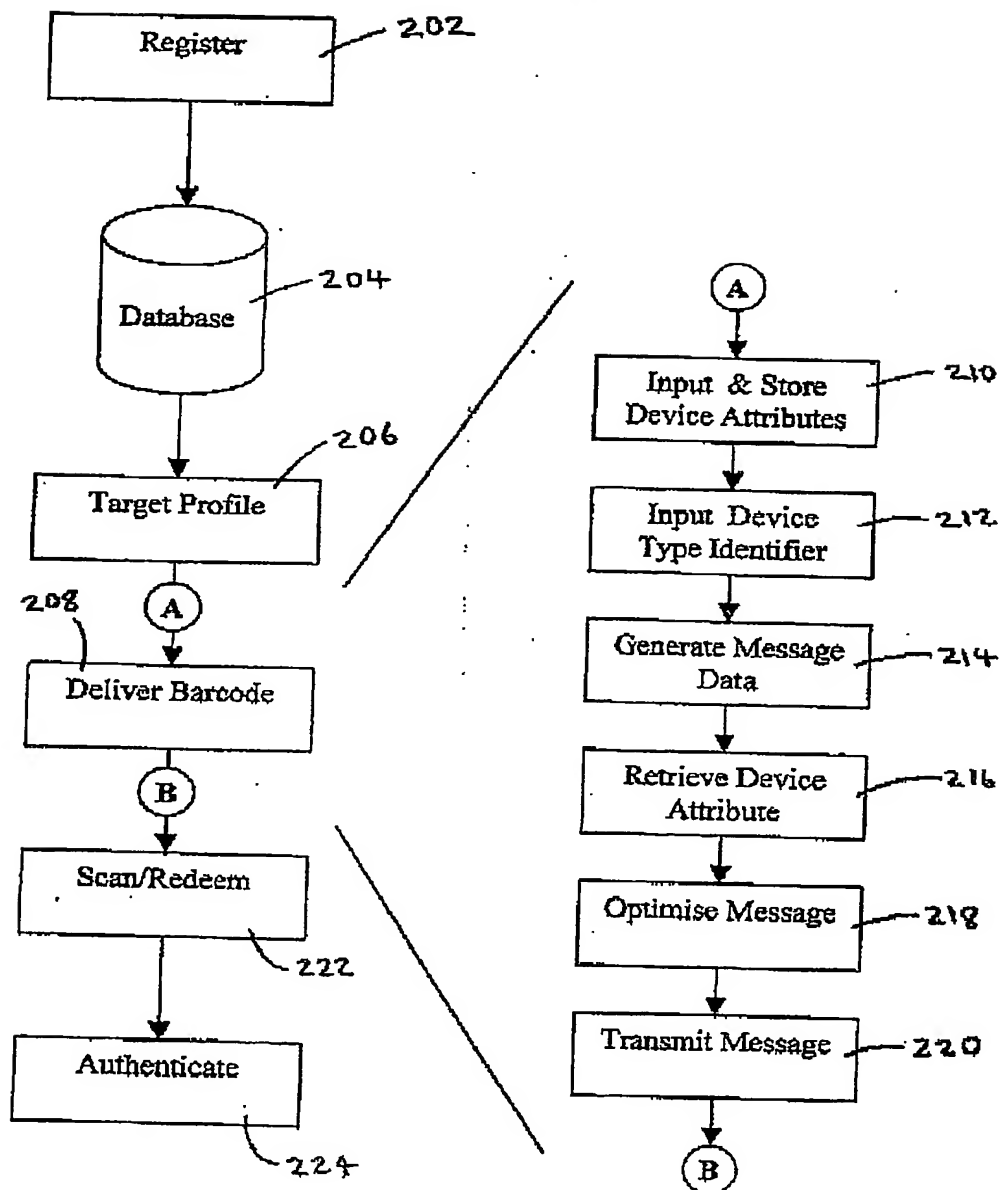 Register
202
Database
204
Target Profile
206
A
Deliver Barcode
208
B
Scan/Redeem
222
Authenticate
224
A
Input & Store
Device Attributes
210
Input Device
Type Identifier
212
Generate Message
Data
214
Retrieve Device
Attribute
216
Optimise Message
218
Transmit Message
220
B